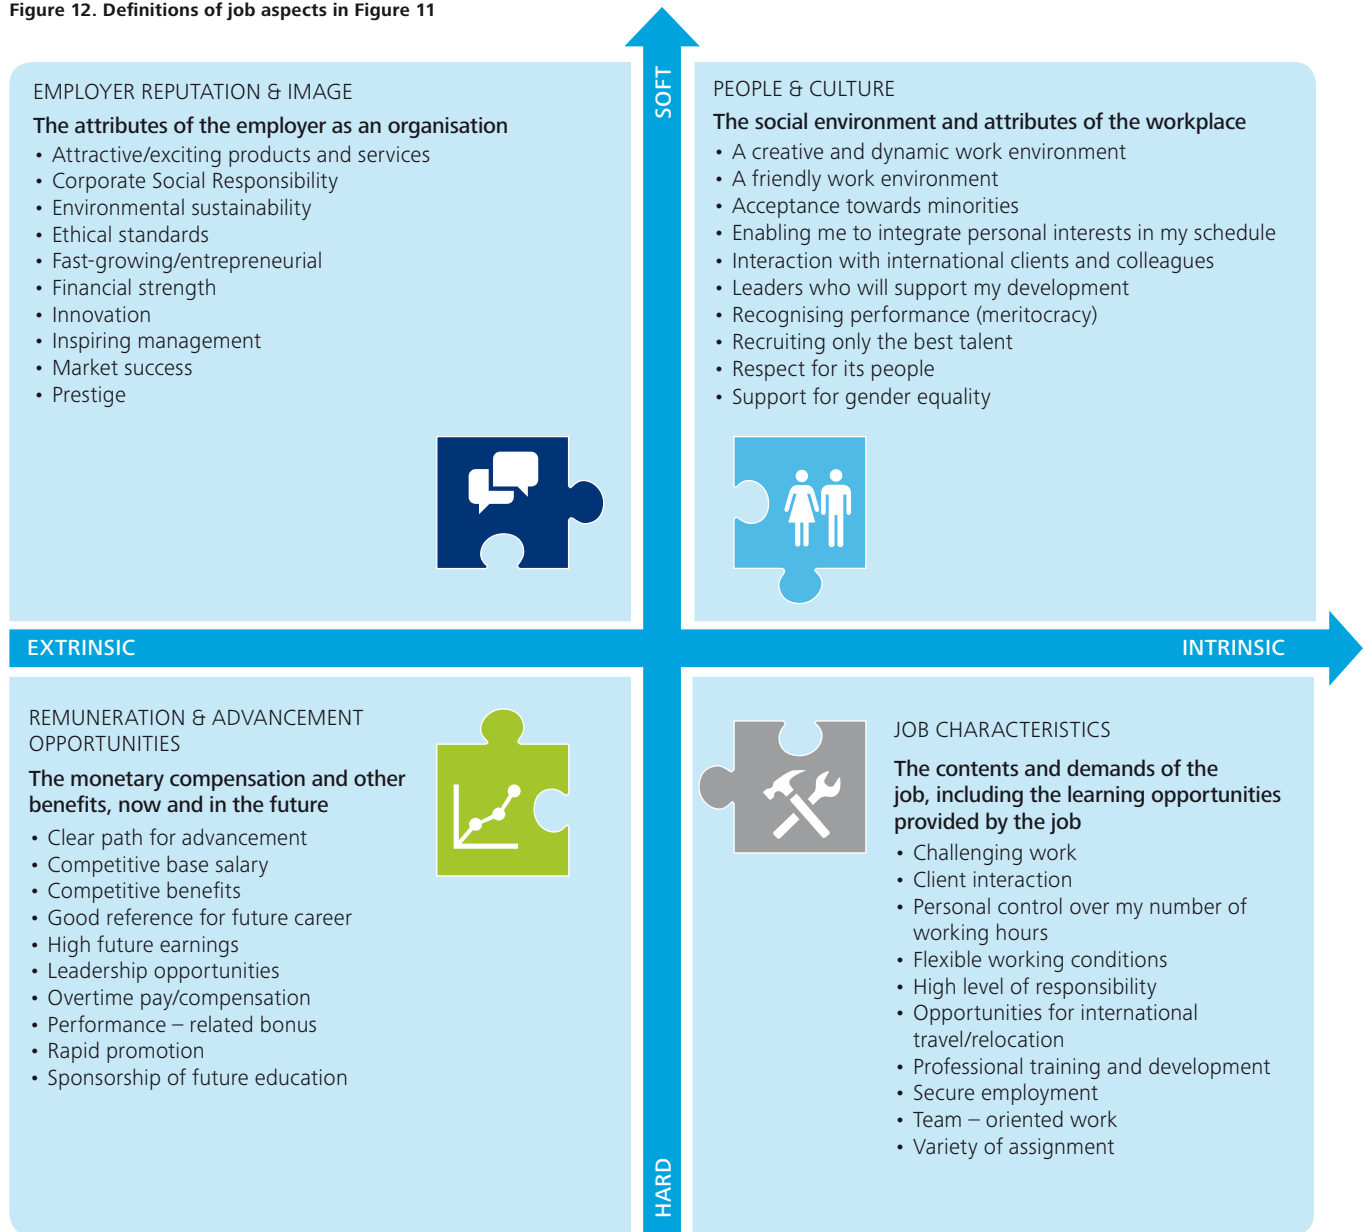 Figure 12. Definitions of job aspects in Figure 11
SOFT
EMPLOYER REPUTATION & IMAGE
The attributes of the employer as an organisation
• Attractive/exciting products and services
• Corporate Social Responsibility
• Environmental sustainability
• Ethical standards
• Fast-growing/entrepreneurial
• Financial strength
• Innovation
• Inspiring management
• Market success
• Prestige
PEOPLE & CULTURE
The social environment and attributes of the workplace
• A creative and dynamic work environment
• A friendly work environment
• Acceptance towards minorities
• Enabling me to integrate personal interests in my schedule
• Interaction with international clients and colleagues
• Leaders who will support my development
• Recognising performance (meritocracy)
• Recruiting only the best talent
• Respect for its people
• Support for gender equality
EXTRINSIC
INTRINSIC
REMUNERATION & ADVANCEMENT
OPPORTUNITIES
The monetary compensation and other
benefits, now and in the future
• Clear path for advancement
• Competitive base salary
• Competitive benefits
• Good reference for future career
• High future earnings
• Leadership opportunities
• Overtime pay/compensation
• Performance – related bonus
• Rapid promotion
• Sponsorship of future education
JOB CHARACTERISTICS
The contents and demands of the
job, including the learning opportunities
provided by the job
• Challenging work
• Client interaction
• Personal control over my number of
working hours
• Flexible working conditions
• High level of responsibility
• Opportunities for international
travel/relocation
• Professional training and development
• Secure employment
• Team – oriented work
• Variety of assignment
HARD